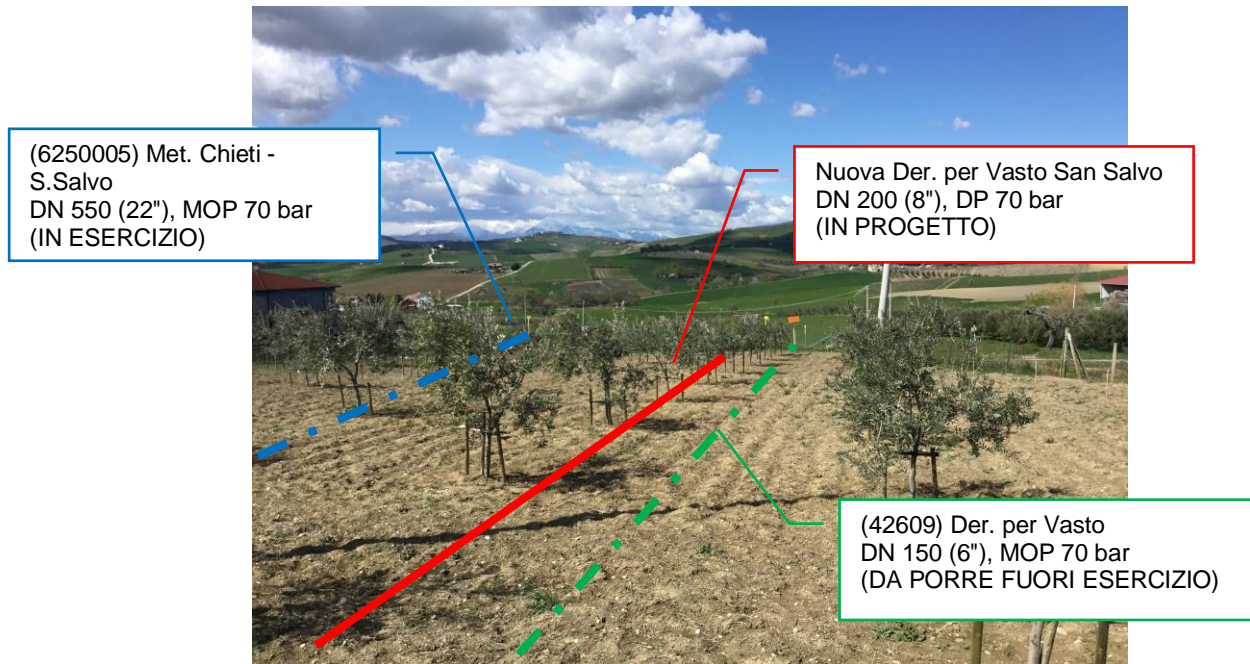 (6250005) Met. Chieti -
S.Salvo
DN 550 (22"), MOP 70 bar
(IN ESERCIZIO)
Nuova Der. per Vasto San Salvo
DN 200 (8"), DP 70 bar
(IN PROGETTO)
(42609) Der. per Vasto
DN 150 (6"), MOP 70 bar
(DA PORRE FUORI ESERCIZIO)